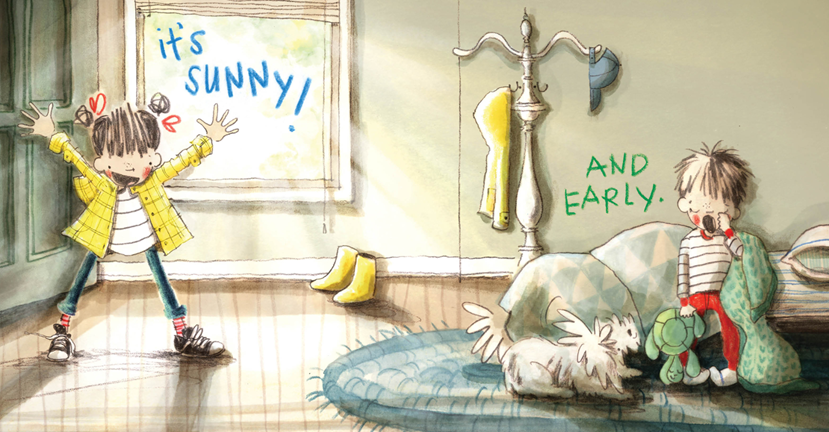 it's
SUNNY!
AND
EARLY.